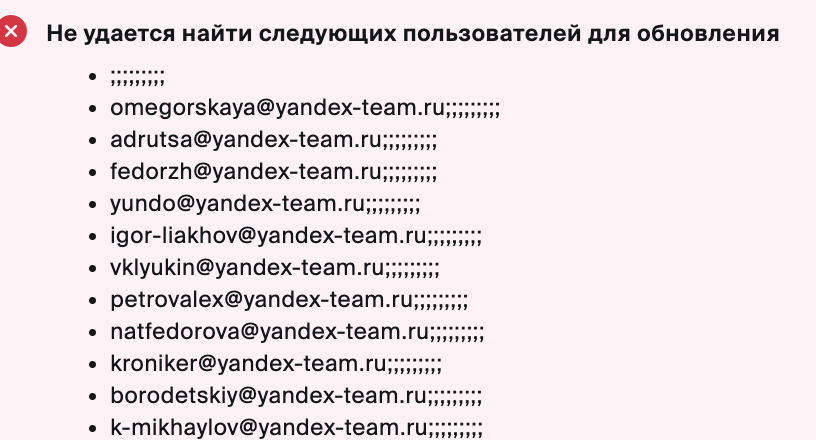 Не удается найти следующих пользователей для обновления
;;;;;;;;;
omegorskaya@yandex-team.ru;;;;;;;;;
adrutsa@yandex-team.ru;;;;;;;;;
fedorzh@yandex-team.ru;;;;;;;;;
yundo@yandex-team.ru;;;;;;;;;
igor-liakhov@yandex-team.ru;;;;;;;;;
vklyukin@yandex-team.ru;;;;;;;;;
petrovalex@yandex-team.ru;;;;;;;;;
natfedorova@yandex-team.ru;;;;;;;;;
kroniker@yandex-team.ru;;;;;;;;;
borodetskiy@yandex-team.ru;;;;;;;;;
k-mikhaylov@yandex-team.ru;;;;;;;;;